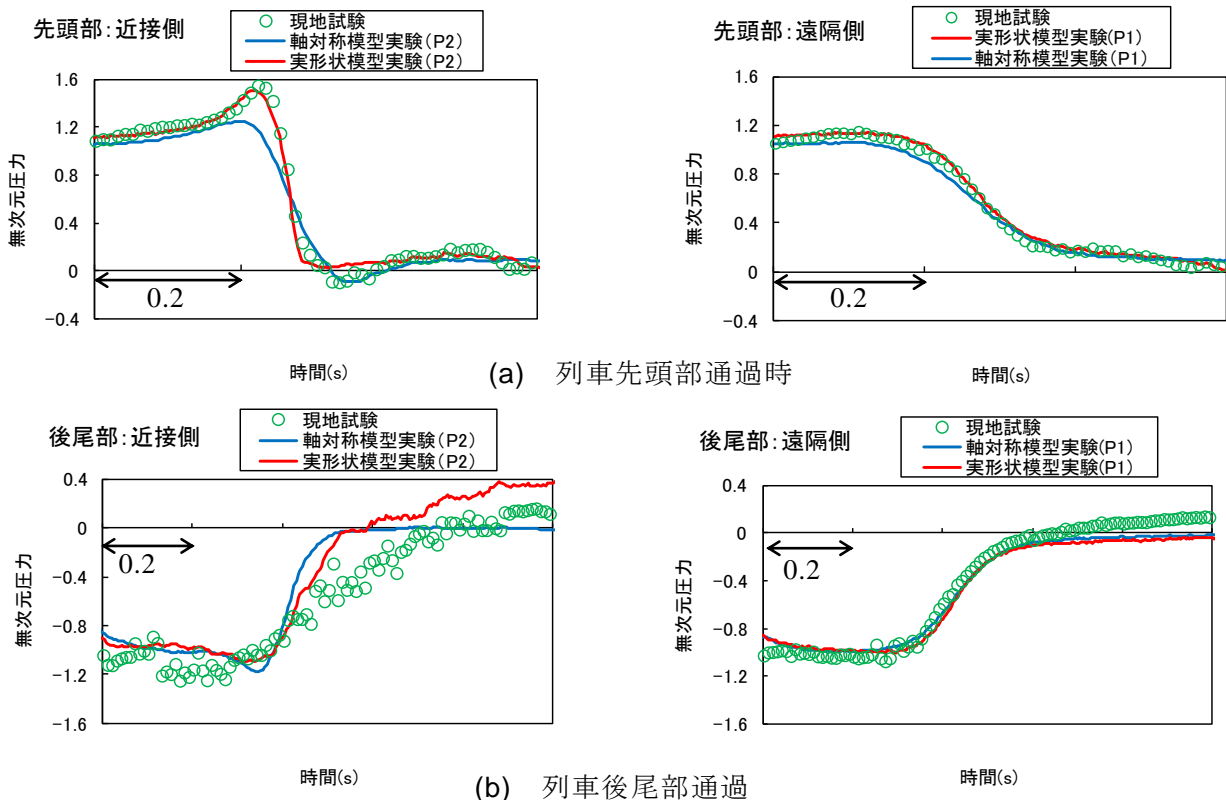 先頭部:近接側
現地試験
軸対称模型実験(P2)
実形状模型実験(P2)
1.6
1.2
0.8
0.4
0
-0.4
無次元圧力
0.2
時間(s)
先頭部:遠隔側
現地試験
実形状模型実験(P1)
軸対称模型実験(P1)
1.6
1.2
0.8
0.4
0
-0.4
無次元圧力
0.2
時間(s)
(a) 列車先頭部通過時
後尾部:近接側
現地試験
軸対称模型実験(P2)
実形状模型実験(P2)
0.4
0
-0.4
-0.8
-1.2
-1.6
無次元圧力
0.2
時間(s)
後尾部:遠隔側
現地試験
軸対称模型実験(P1)
実形状模型実験(P1)
0.4
0
-0.4
-0.8
-1.2
-1.6
無次元圧力
0.2
時間(s)
(b) 列車後尾部通過